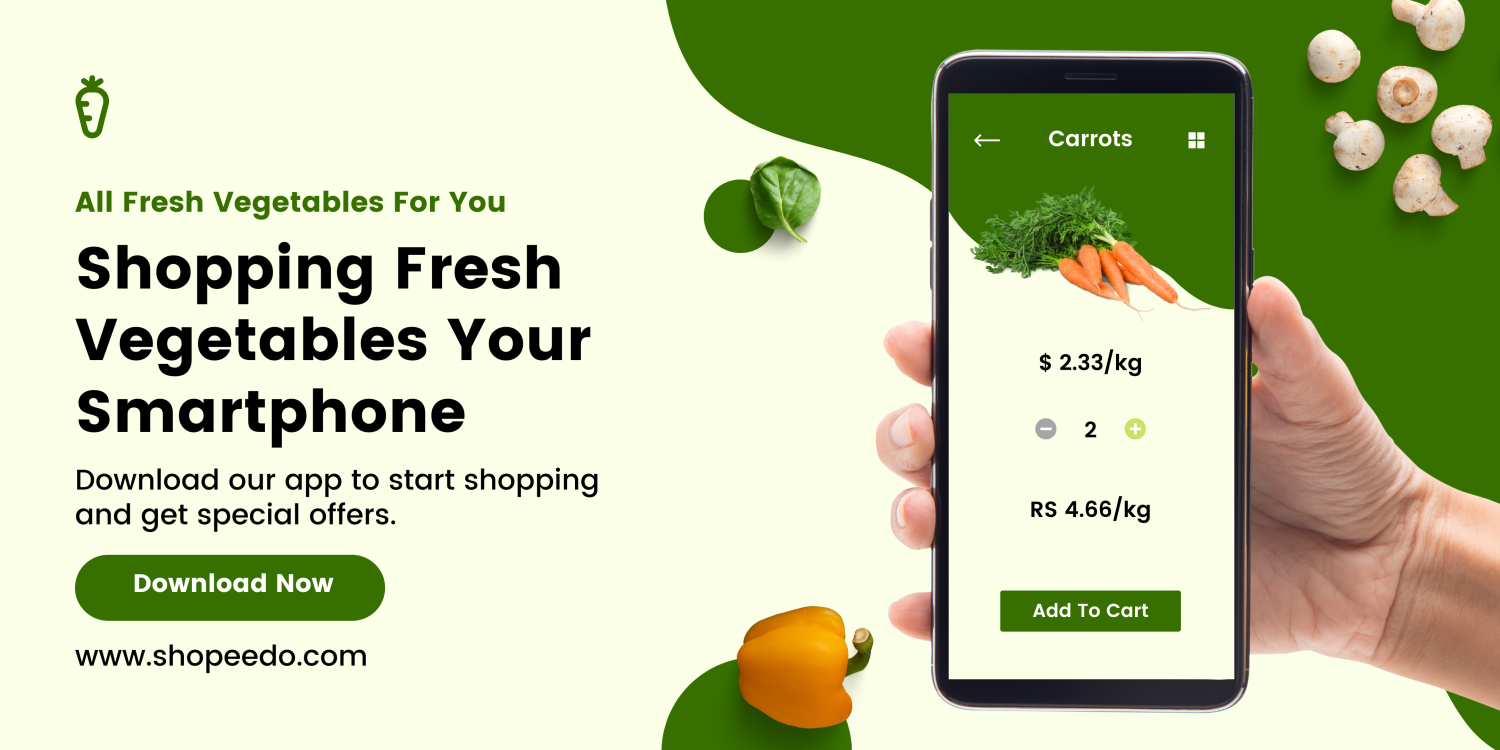 All Fresh Vegetables For You
Shopping Fresh
Vegetables Your
Smartphone
Download our app to start shopping
and get special offers.
Download Now
www.shopeedo.com
Carrots
$ 2.33/kg
2
RS 4.66/kg
Add To Cart